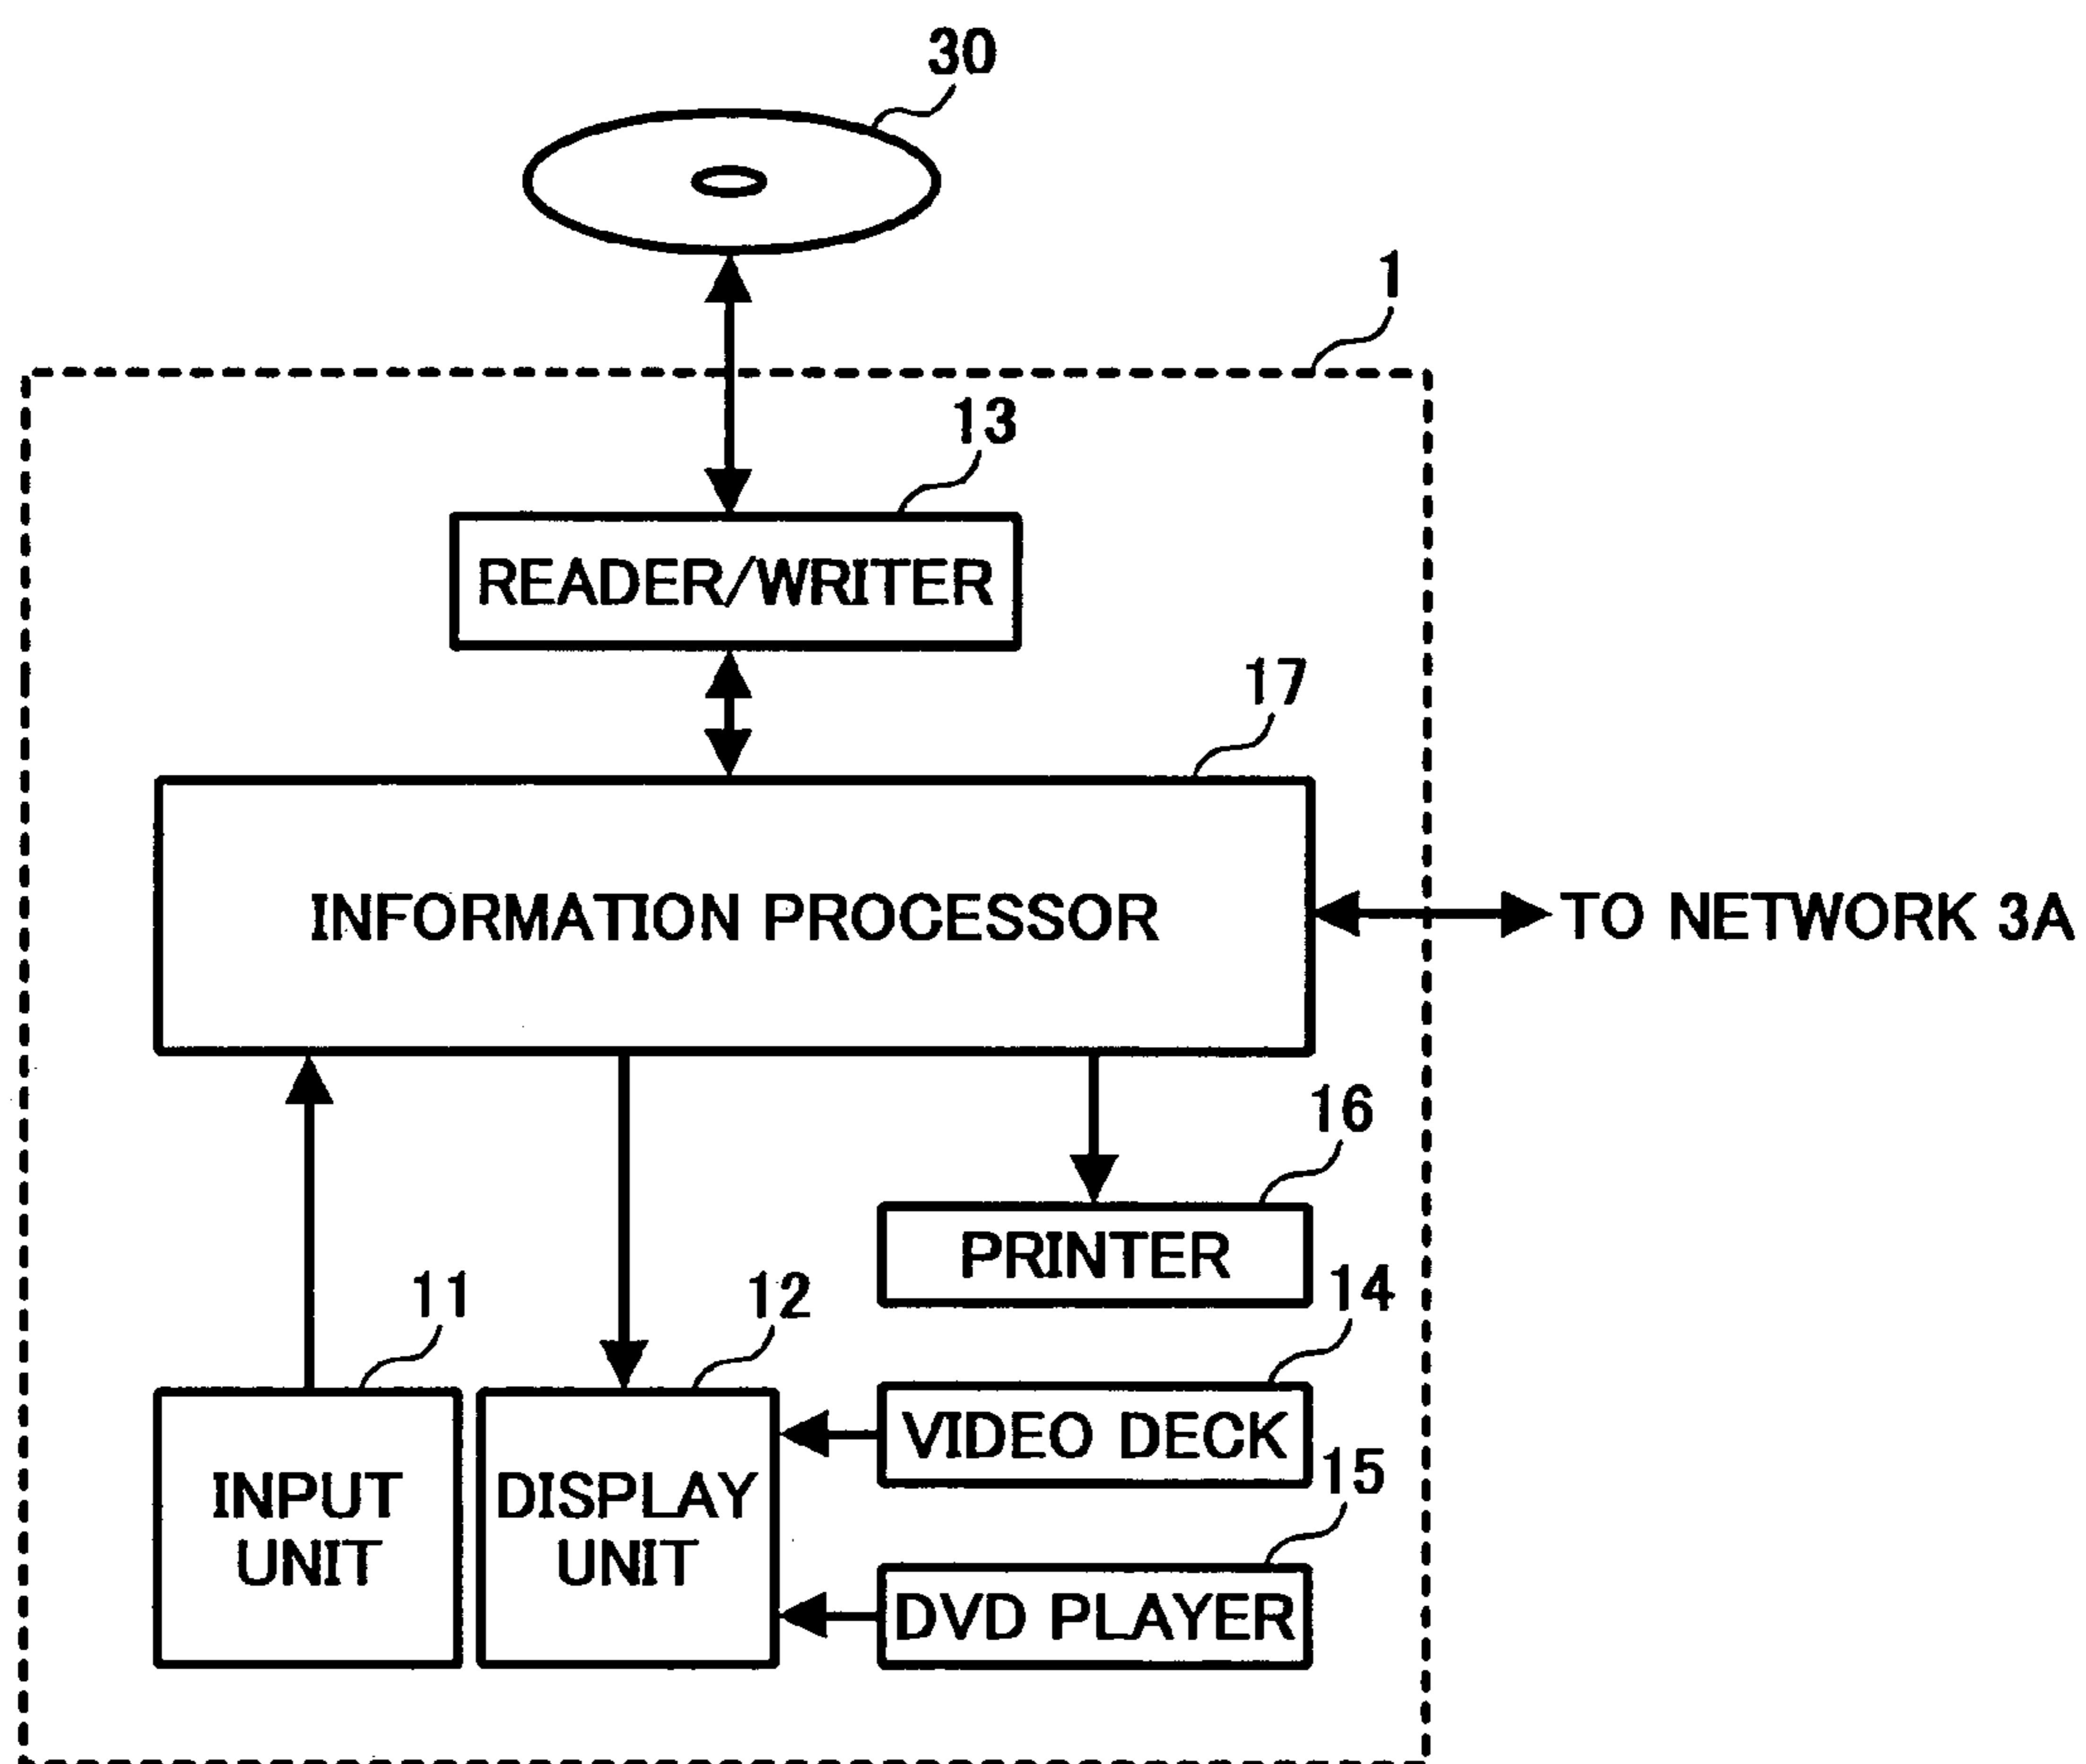 30
1
13
READER/WRITER
17
INFORMATION PROCESSOR
TO NETWORK 3A
16
PRINTER
11
12
14
VIDEO DECK
INPUT
UNIT
DISPLAY
UNIT
15
DVD PLAYER